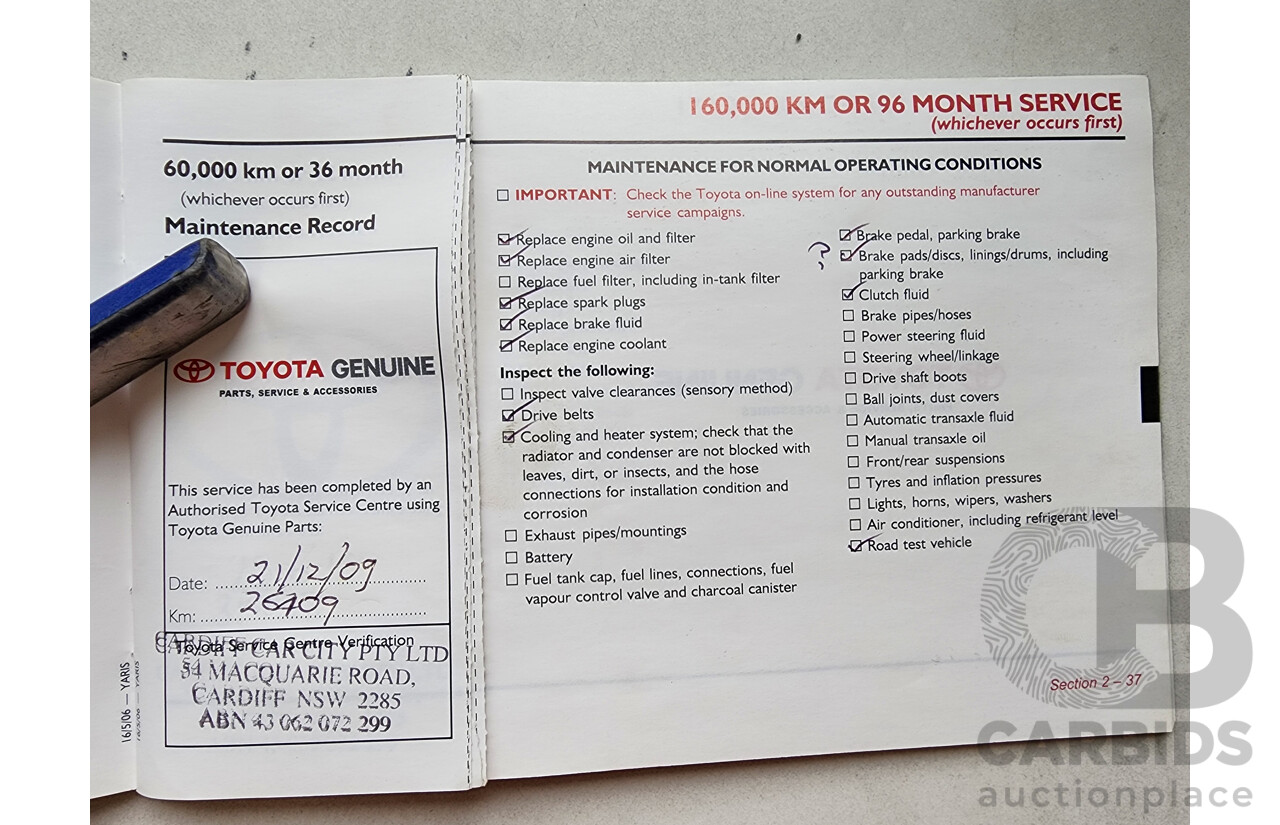 60,000 km or 36 month
(whichever occurs first)
Maintenance Record
TOYOTA GENUINE
PARTS, SERVICE & ACCESSORIES
This service has been completed by an
Authorised Toyota Service Centre using
Toyota Genuine Parts:
Date: 21/12/09
Km: 26409
Toyota Service Centre Verification
CARDIFF CAR CITY PTY LTD
54 MACQUARIE ROAD,
CARDIFF NSW 2285
ABN 43 062 072 299
16/5/06 — YARIS
160,000 KM OR 96 MONTH SERVICE
(whichever occurs first)
MAINTENANCE FOR NORMAL OPERATING CONDITIONS
IMPORTANT: Check the Toyota on-line system for any outstanding manufacturer
service campaigns.
Replace engine oil and filter
Replace engine air filter
Replace fuel filter, including in-tank filter
Replace spark plugs
Replace brake fluid
Replace engine coolant
Inspect the following:
Inspect valve clearances (sensory method)
Drive belts
Cooling and heater system; check that the
radiator and condenser are not blocked with
leaves, dirt, or insects, and the hose
connections for installation condition and
corrosion
Exhaust pipes/mountings
Battery
Fuel tank cap, fuel lines, connections, fuel
vapour control valve and charcoal canister
Brake pedal, parking brake
? Brake pads/discs, linings/drums, including
parking brake
Clutch fluid
Brake pipes/hoses
Power steering fluid
Steering wheel/linkage
Drive shaft boots
Ball joints, dust covers
Automatic transaxle fluid
Manual transaxle oil
Front/rear suspensions
Tyres and inflation pressures
Lights, horns, wipers, washers
Air conditioner, including refrigerant level
Road test vehicle
Section 2 – 37
CB
CARBIDS
auctionplace